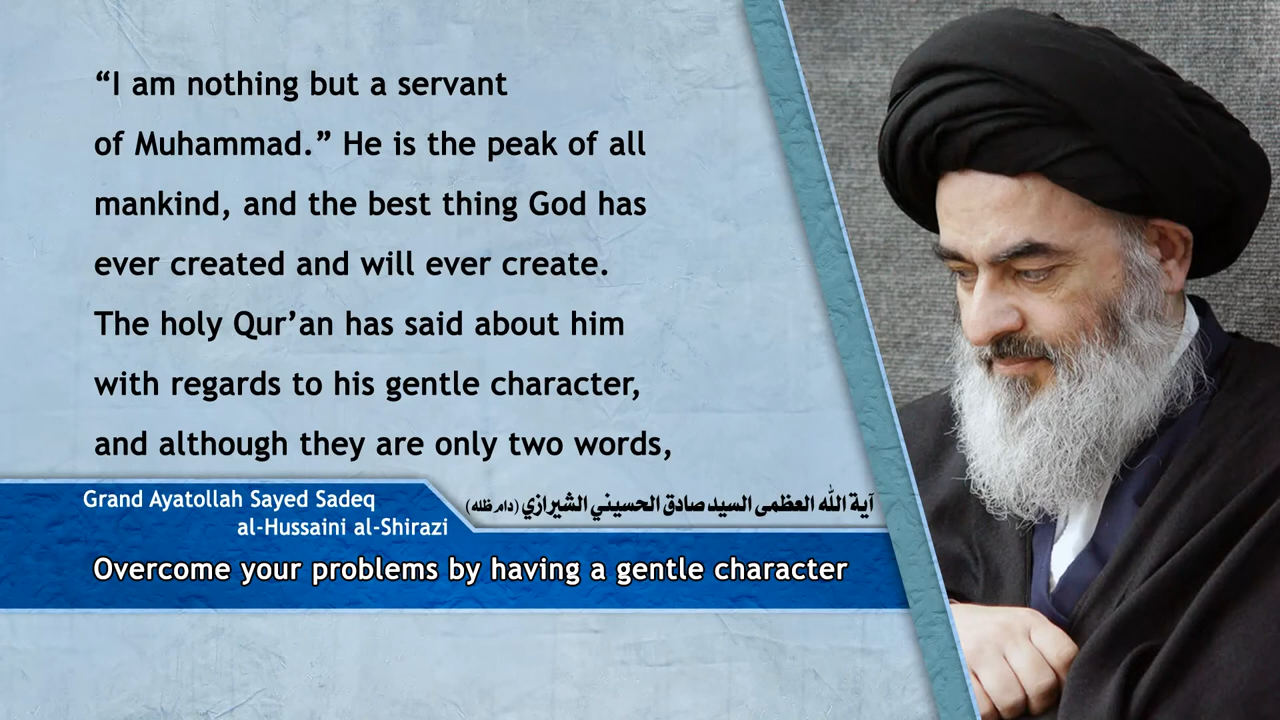 “I am nothing but a servant
of Muhammad.” He is the peak of all
mankind, and the best thing God has
ever created and will ever create.
The holy Qur’an has said about him
with regards to his gentle character,
and although they are only two words,
Grand Ayatollah Sayed Sadeq
al-Hussaini al-Shirazi
آية الله العظمى السيد صادق الحسيني الشيرازي (دام ظله)
Overcome your problems by having a gentle character